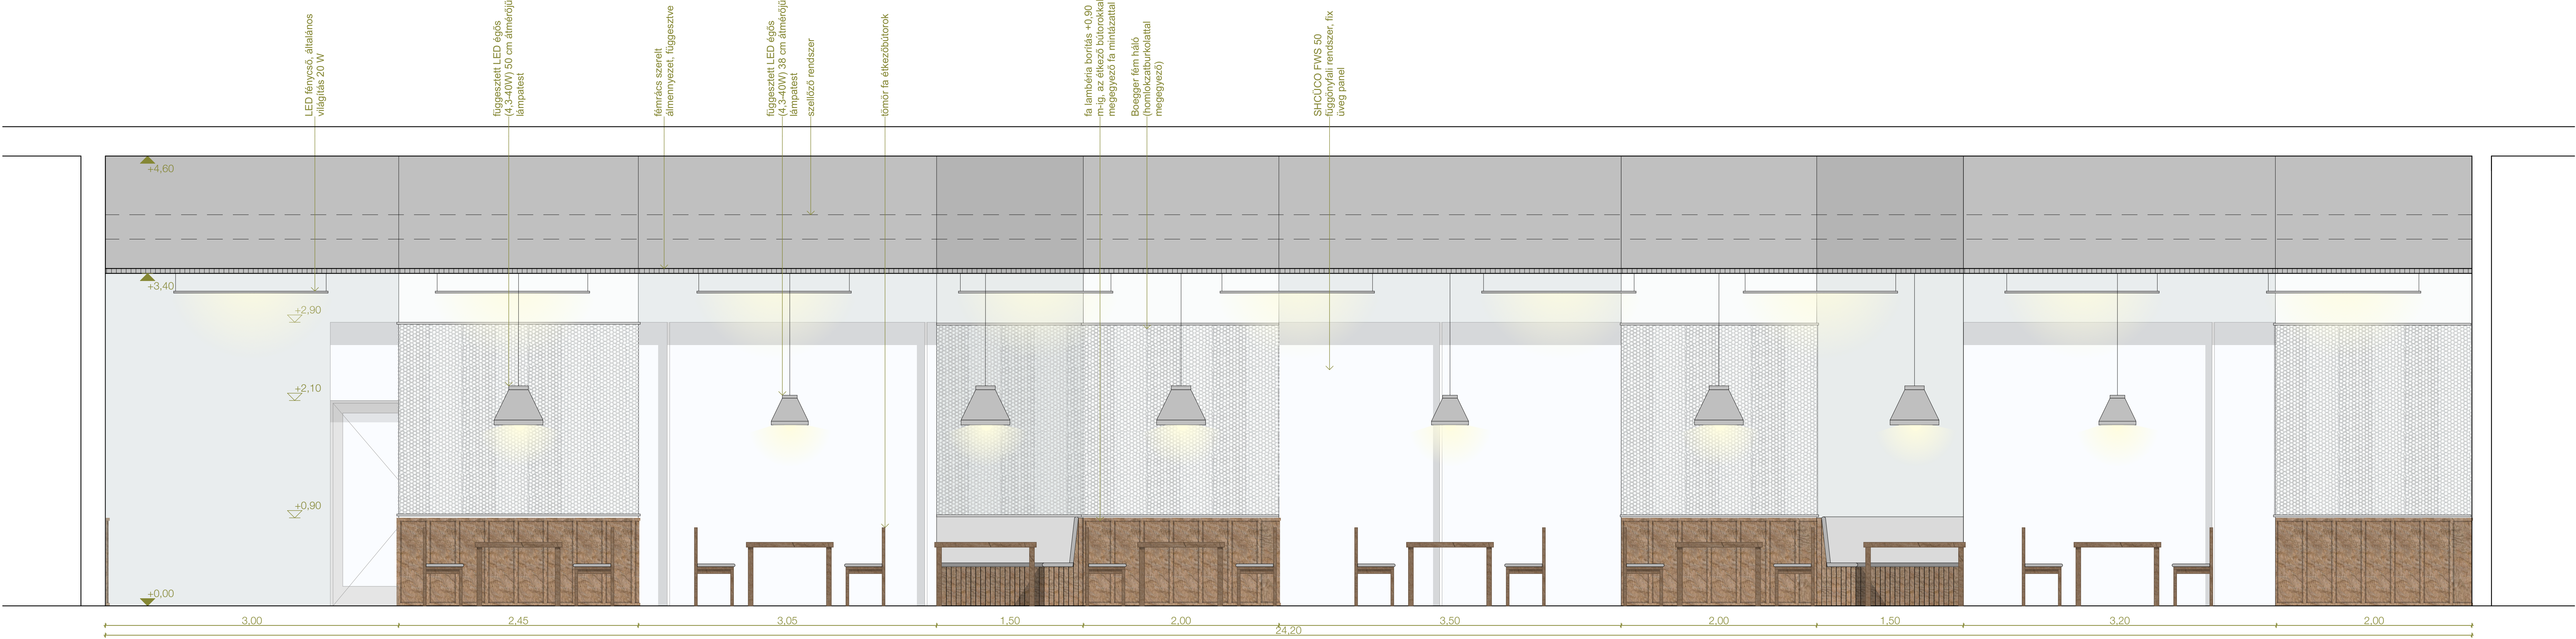 LED fénycső, általános
világítás 20 W
függesztett LED égős
(4,3-40W) 50 cm átmérőjű
lámpatest
fémrács szerelt
álmennyezet, függesztve
függesztett LED égős
(4,3-40W) 38 cm átmérőjű
lámpatest
szellőző rendszer
tömör fa étkezőbútorok
fa lambéria borítás +0,90
m-ig, az étkező bútorokkal
megegyező fa mintázattal
Boegger fém háló
(homlokzatburkolattal
megegyező)
SHCÜCO FWS 50
függönyfali rendszer, fix
üveg panel
+4,60
+3,40
+2,90
+2,10
+0,90
+0,00
3,00
2,45
3,05
1,50
2,00
3,50
2,00
1,50
3,20
2,00
24,20